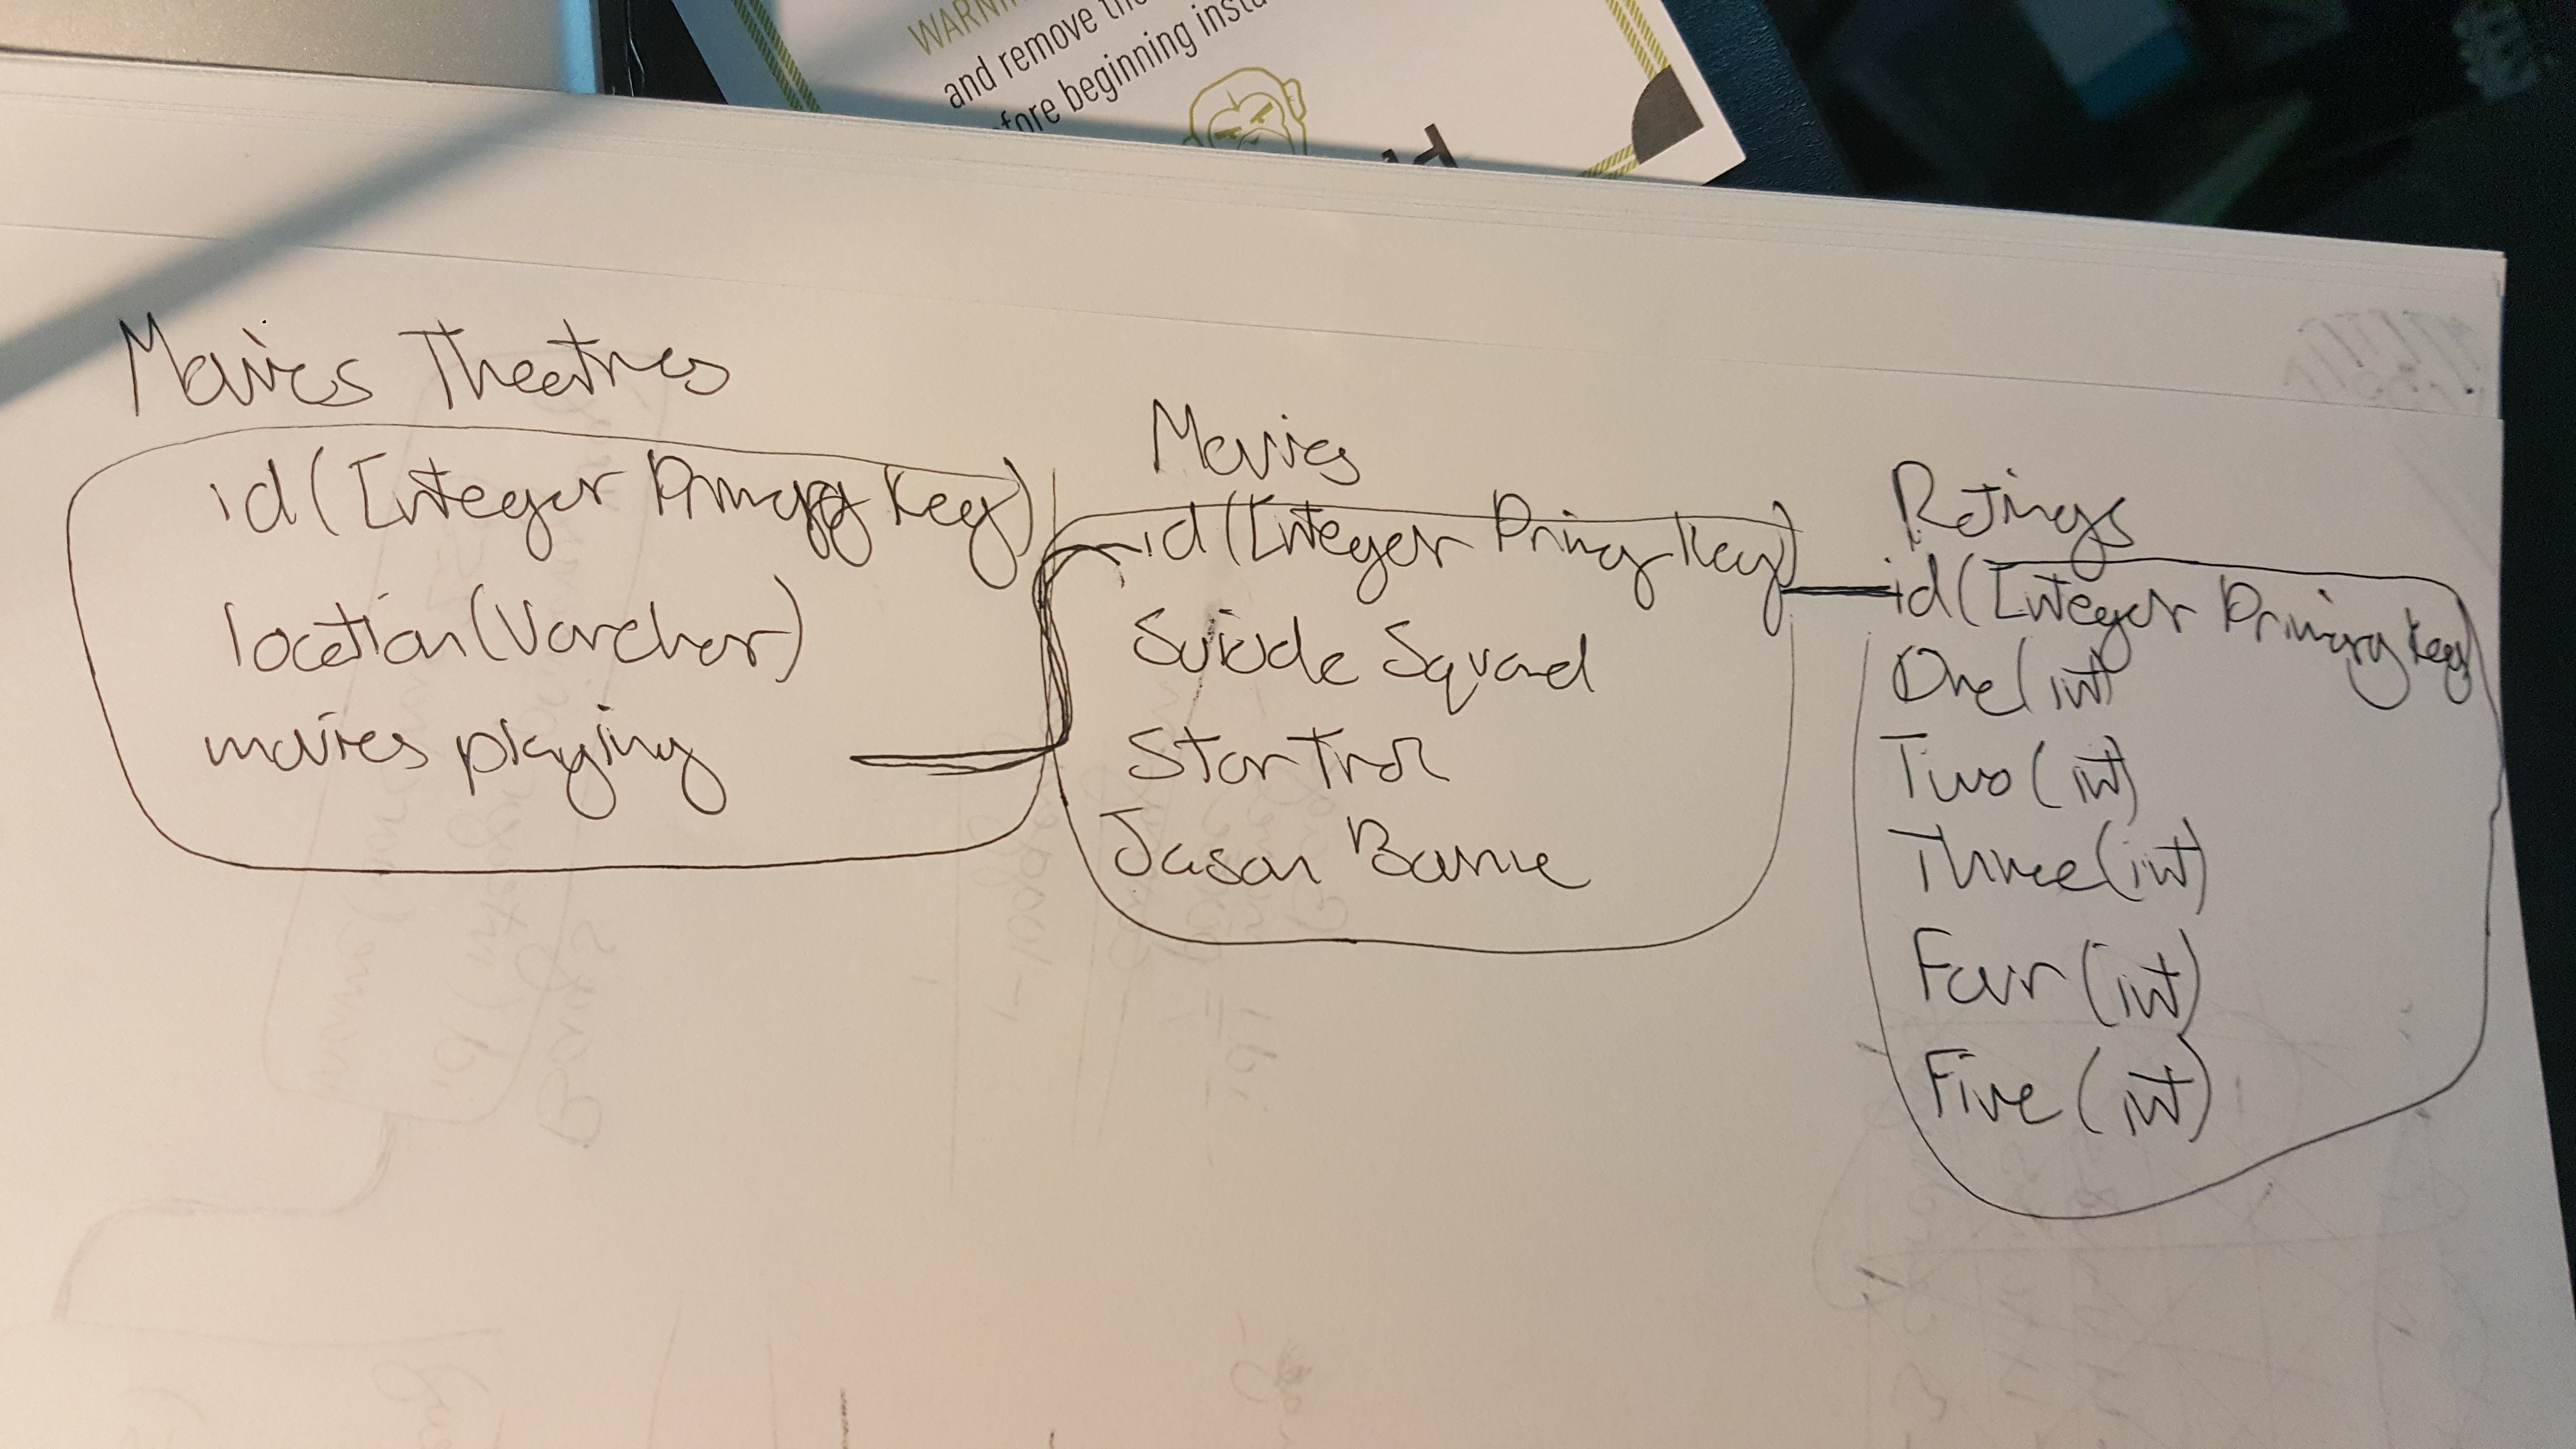 Movies Theatres
id (Integer Primary Key)
location (Varchar)
movies playing
Movies
id (Integer Primary Key)
Suicide Squad
Star Trek
Jason Bourne
Ratings
id (Integer Primary Key)
One (int)
Two (int)
Three (int)
Four (int)
Five (int)
WARN
and remove the
fore beginning insta